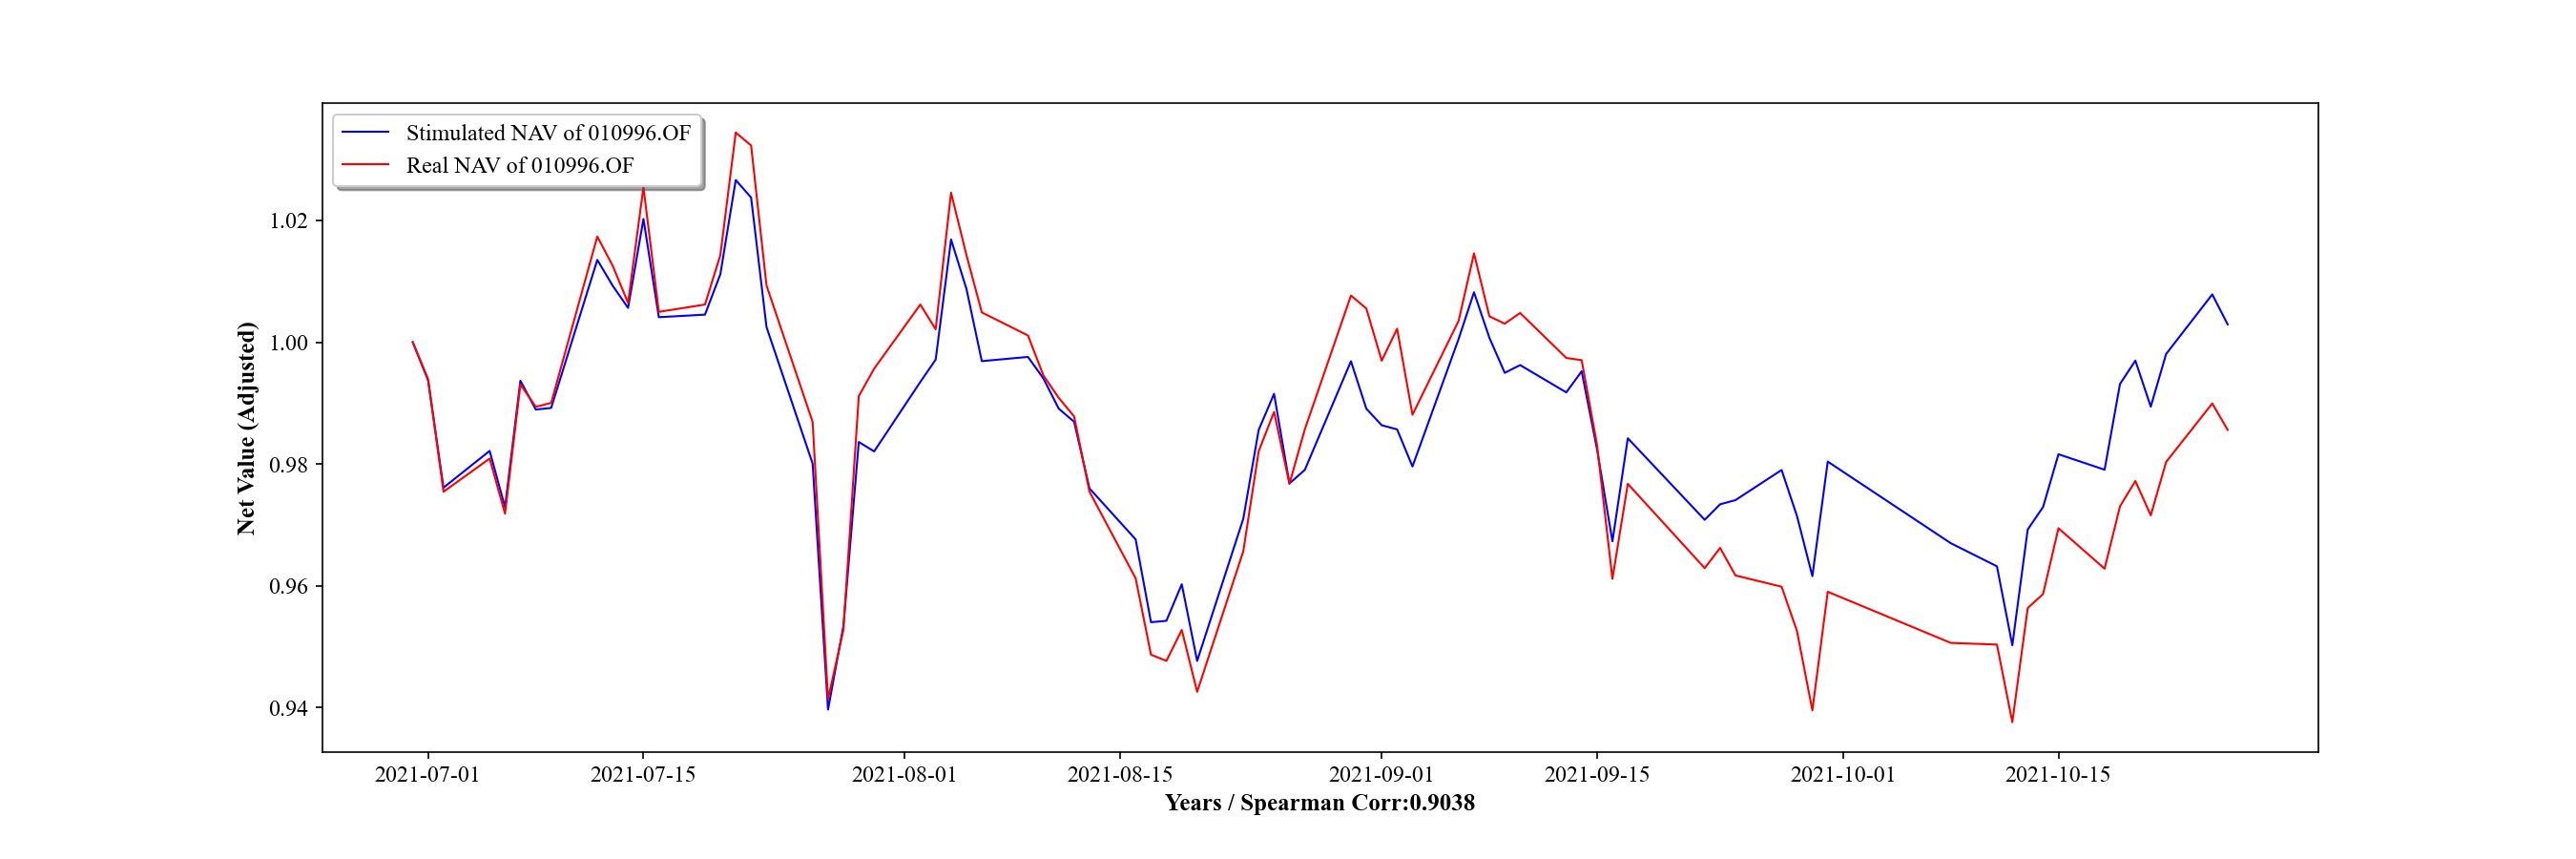 Stimulated NAV of 010996.OF
Real NAV of 010996.OF
Net Value (Adjusted)
1.02
1.00
0.98
0.96
0.94
2021-07-01 2021-07-15 2021-08-01 2021-08-15 2021-09-01 2021-09-15 2021-10-01 2021-10-15
Years / Spearman Corr:0.9038